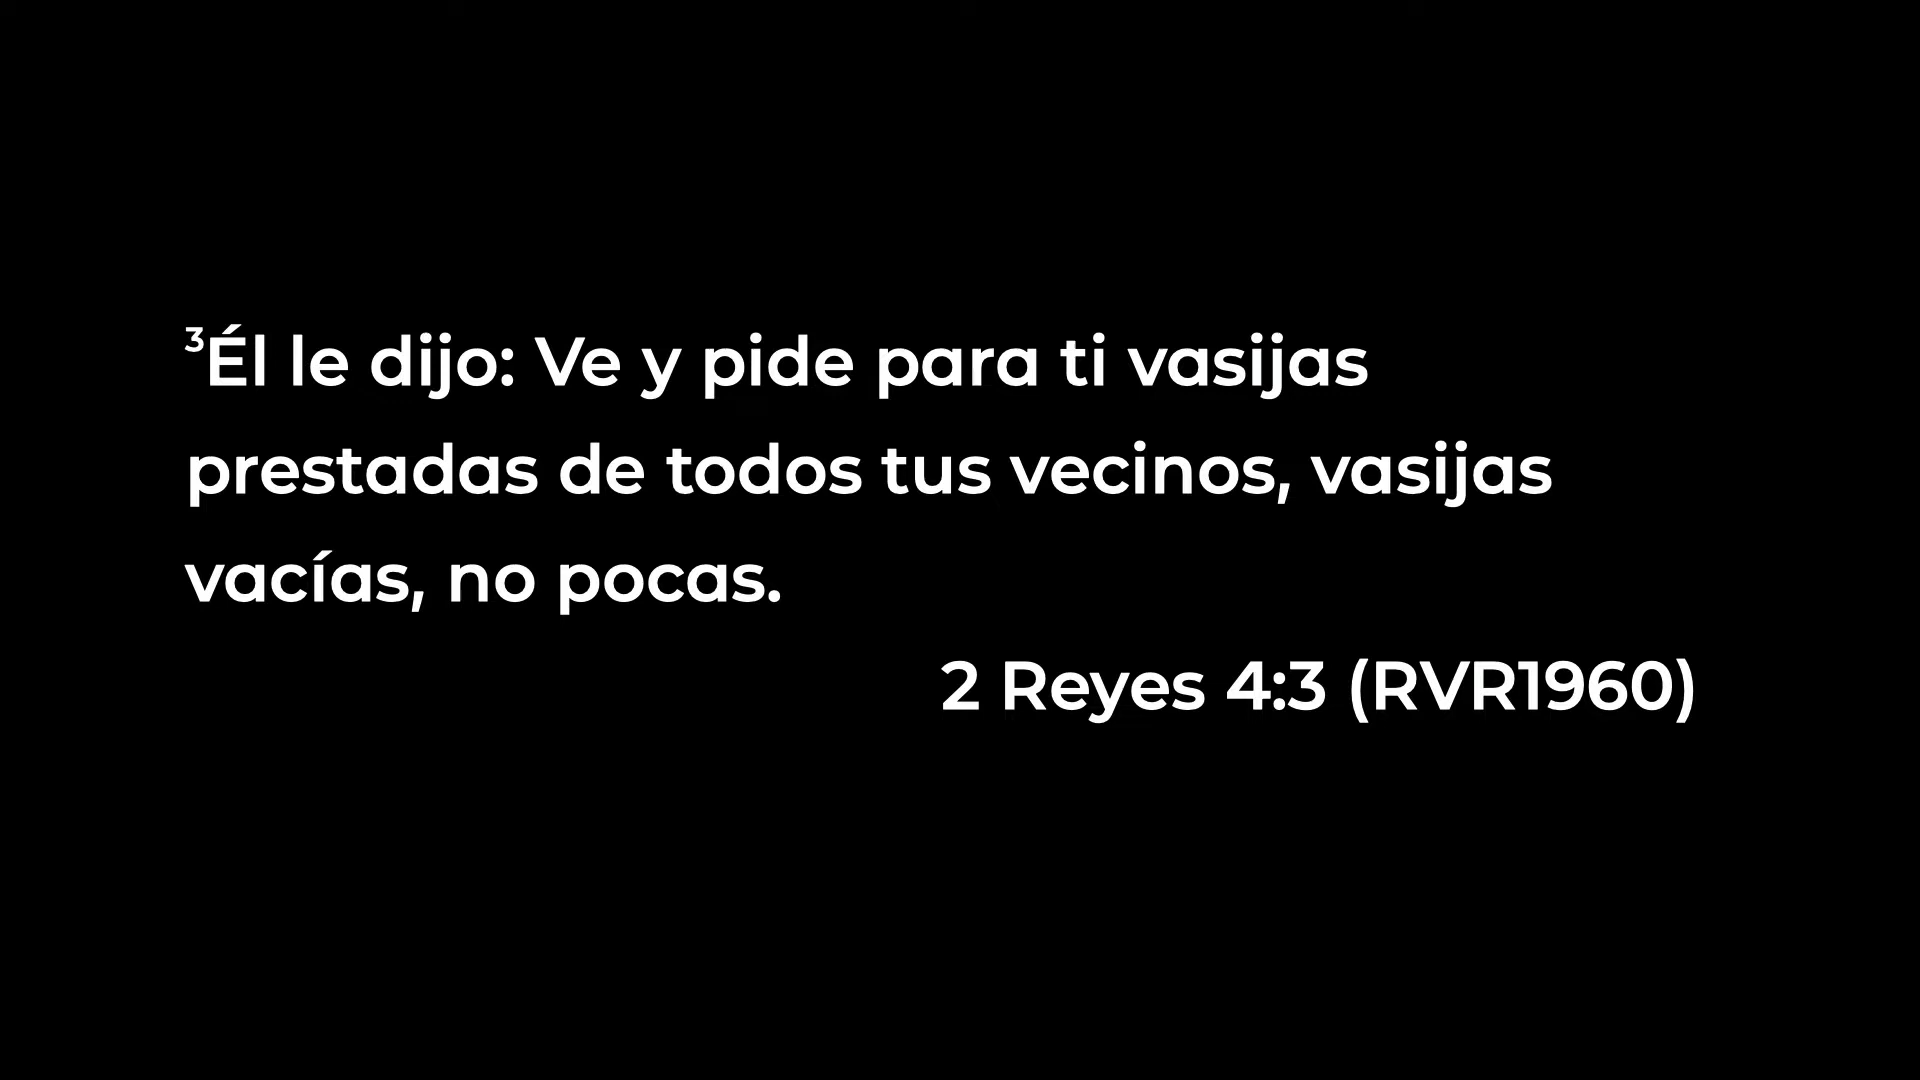 ³Él le dijo: Ve y pide para ti vasijas
prestadas de todos tus vecinos, vasijas
vacías, no pocas.
2 Reyes 4:3 (RVR1960)